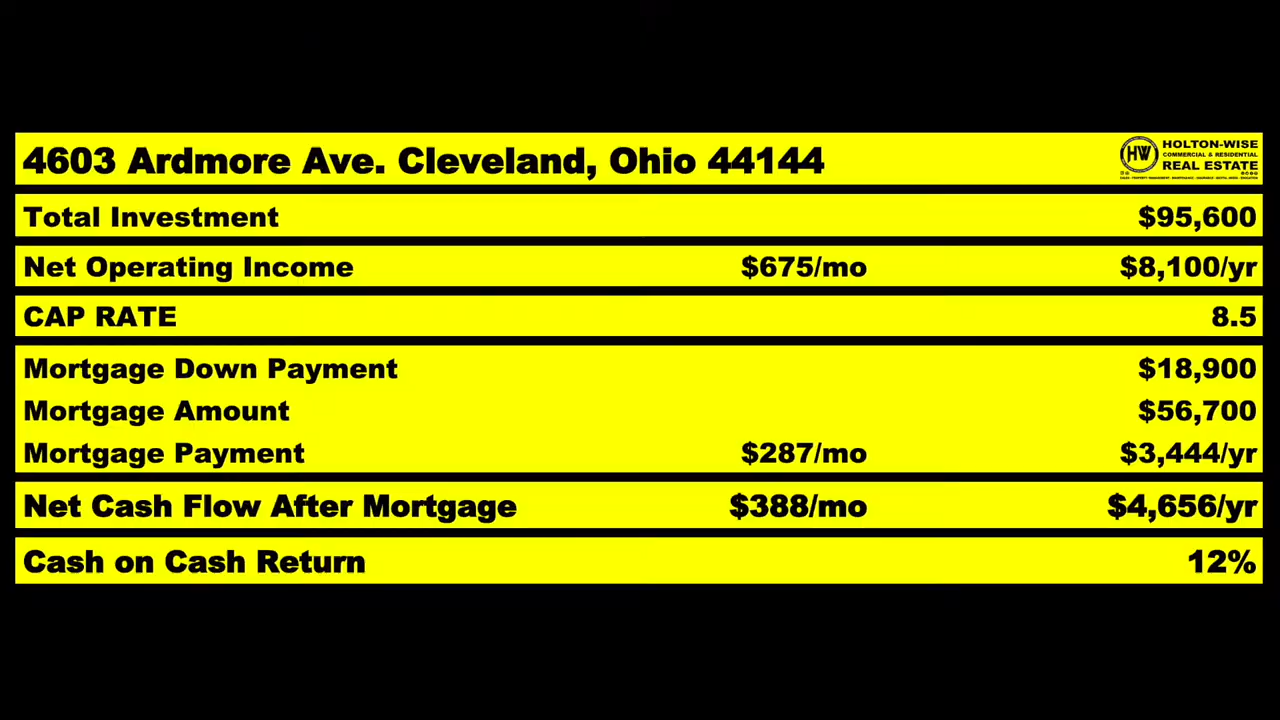 4603 Ardmore Ave. Cleveland, Ohio 44144
HW
HOLTON-WISE
COMMERCIAL & RESIDENTIAL
REAL ESTATE
Total Investment $95,600
Net Operating Income $675/mo $8,100/yr
CAP RATE 8.5
Mortgage Down Payment $18,900
Mortgage Amount $56,700
Mortgage Payment $287/mo $3,444/yr
Net Cash Flow After Mortgage $388/mo $4,656/yr
Cash on Cash Return 12%